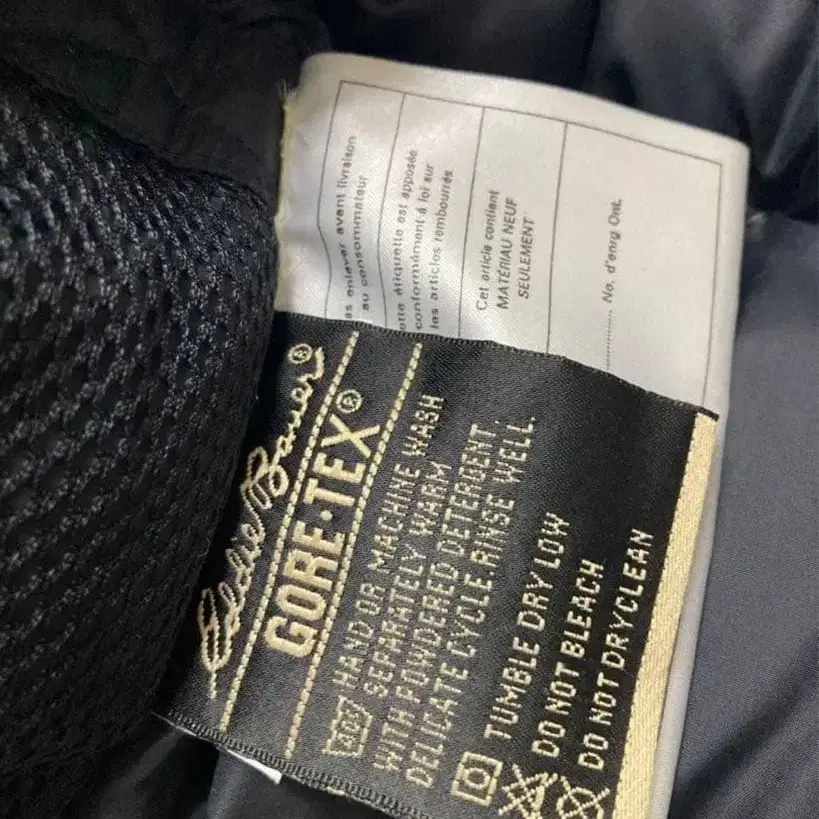 Eddie Bauer®
GORE-TEX®
40° HAND OR MACHINE WASH
SEPARATELY WARM
WITH POWDERED DETERGENT,
DELICATE CYCLE.RINSE WELL.
TUMBLE DRY LOW
DO NOT BLEACH
DO NOT DRYCLEAN
as enlever avant livraison
au consommateur
ette étiquette est apposée
conformément à loi sur
les articles rembourrés
Cet article contient
MATÉRIAU NEUF
SEULEMENT
No. d'enrg Ont.